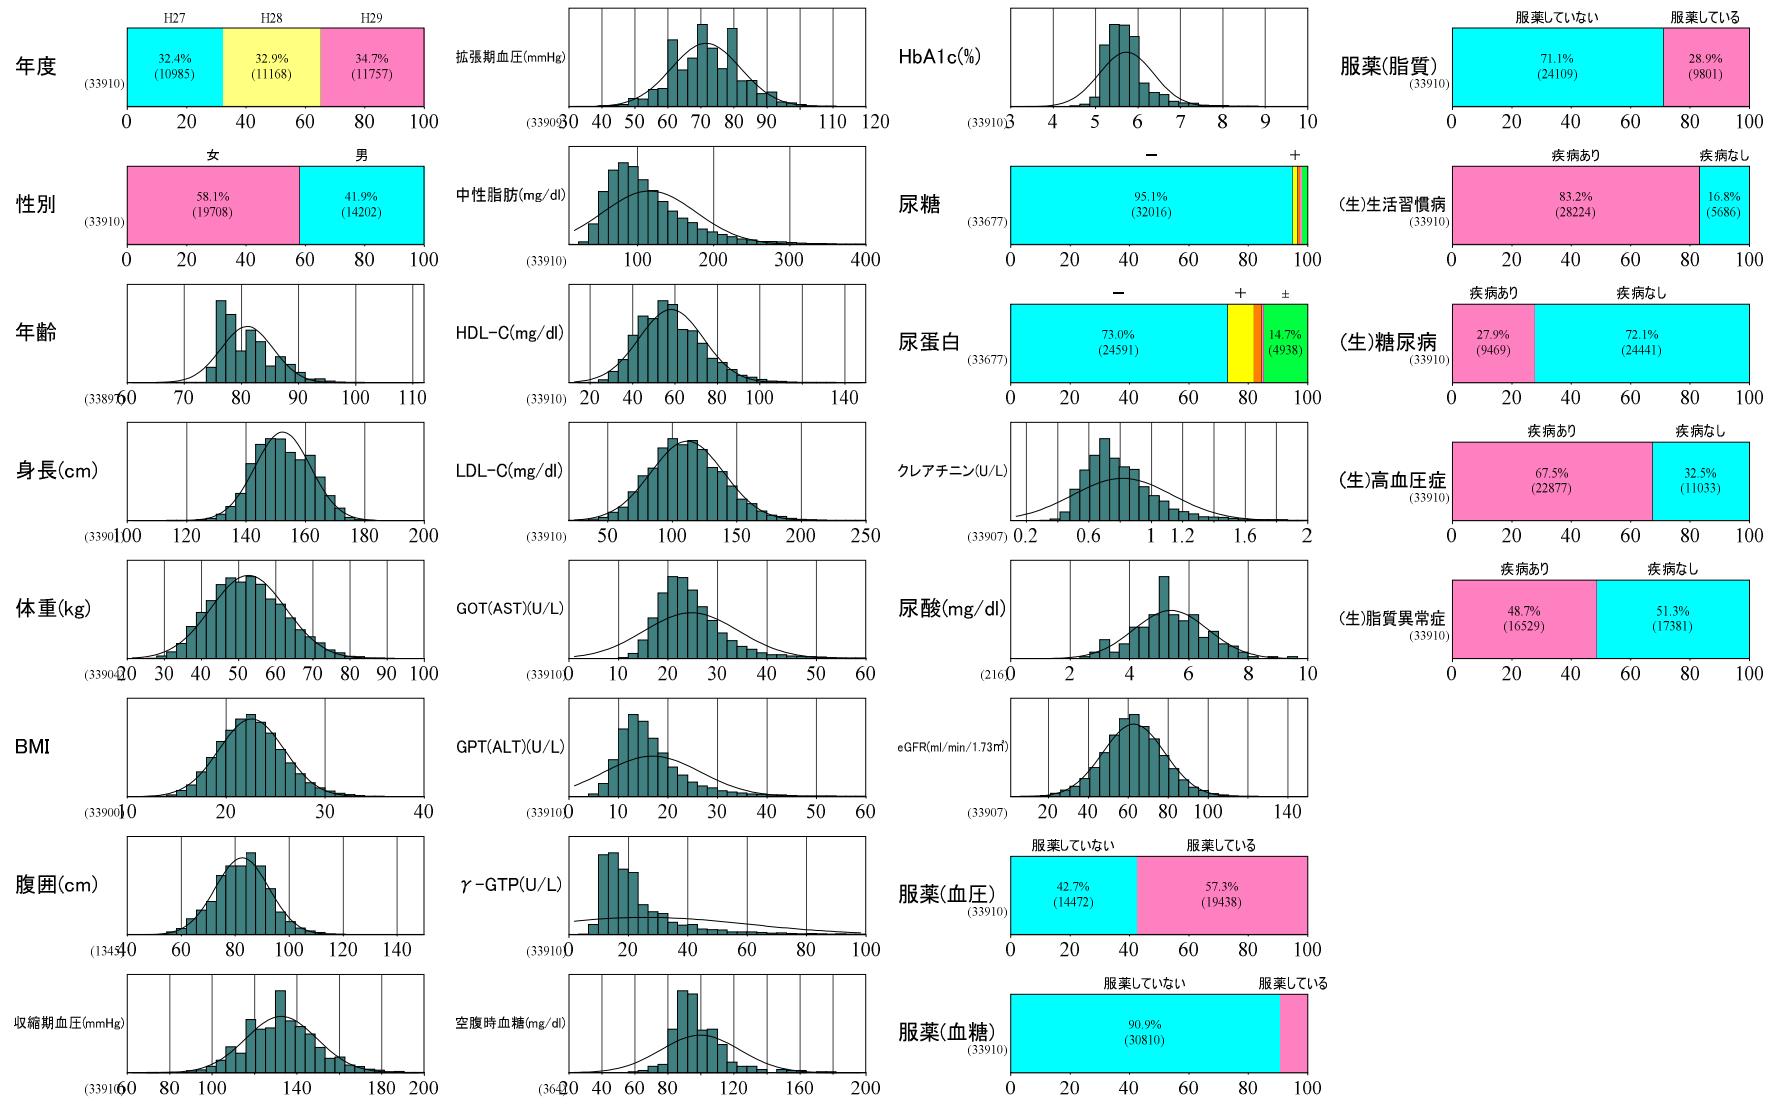 H27 H28 H29
年度
32.4% 32.9% 34.7%
(10985) (11168) (11757)
(33910)
0 20 40 60 80 100
女 男
性別
58.1% 41.9%
(19708) (14202)
(33910)
0 20 40 60 80 100
年齢
(33897)
60 70 80 90 100 110
身長(cm)
100 120 140 160 180 200
体重(kg)
(33904)
20 30 40 50 60 70 80 90 100
BMI
(33900)
10 20 30 40
腹囲(cm)
40 60 80 100 120 140
収縮期血圧(mmHg)
(33910)
60 80 100 120 140 160 180 200
拡張期血圧(mmHg)
(33909)
30 40 50 60 70 80 90 110 120
中性脂肪(mg/dl)
(33910)
100 200 300 400
HDL-C(mg/dl)
(33910)
20 40 60 80 100 140
LDL-C(mg/dl)
(33910)
50 100 150 200 250
GOT(AST)(U/L)
(33910)
0 10 20 30 40 50 60
GPT(ALT)(U/L)
(33910)
0 10 20 30 40 50 60
γ-GTP(U/L)
(33910)
0 20 40 60 80 100
空腹時血糖(mg/dl)
20 40 60 80 120 160 200
HbA1c(%)
(33910)
3 4 5 6 7 8 9 10
− +
尿糖
95.1%
(32016)
(33677)
0 20 40 60 80 100
− + ±
尿蛋白
73.0% 14.7%
(24591) (4938)
(33677)
0 20 40 60 80 100
クレアチニン(U/L)
(33907)
0.2 0.6 1 1.2 1.6 2
尿酸(mg/dl)
(216)
0 2 4 6 8 10
eGFR(ml/min/1.73㎡)
(33907)
20 40 60 80 100 140
服薬していない 服薬している
服薬(血圧)
42.7% 57.3%
(14472) (19438)
(33910)
0 20 40 60 80 100
服薬していない 服薬している
服薬(血糖)
90.9%
(30810)
(33910)
0 20 40 60 80 100
服薬していない 服薬している
服薬(脂質)
71.1% 28.9%
(24109) (9801)
(33910)
0 20 40 60 80 100
疾病あり 疾病なし
(生)生活習慣病
83.2% 16.8%
(28224) (5686)
(33910)
0 20 40 60 80 100
疾病あり 疾病なし
(生)糖尿病
27.9% 72.1%
(9469) (24441)
(33910)
0 20 40 60 80 100
疾病あり 疾病なし
(生)高血圧症
67.5% 32.5%
(22877) (11033)
(33910)
0 20 40 60 80 100
疾病あり 疾病なし
(生)脂質異常症
48.7% 51.3%
(16529) (17381)
(33910)
0 20 40 60 80 100